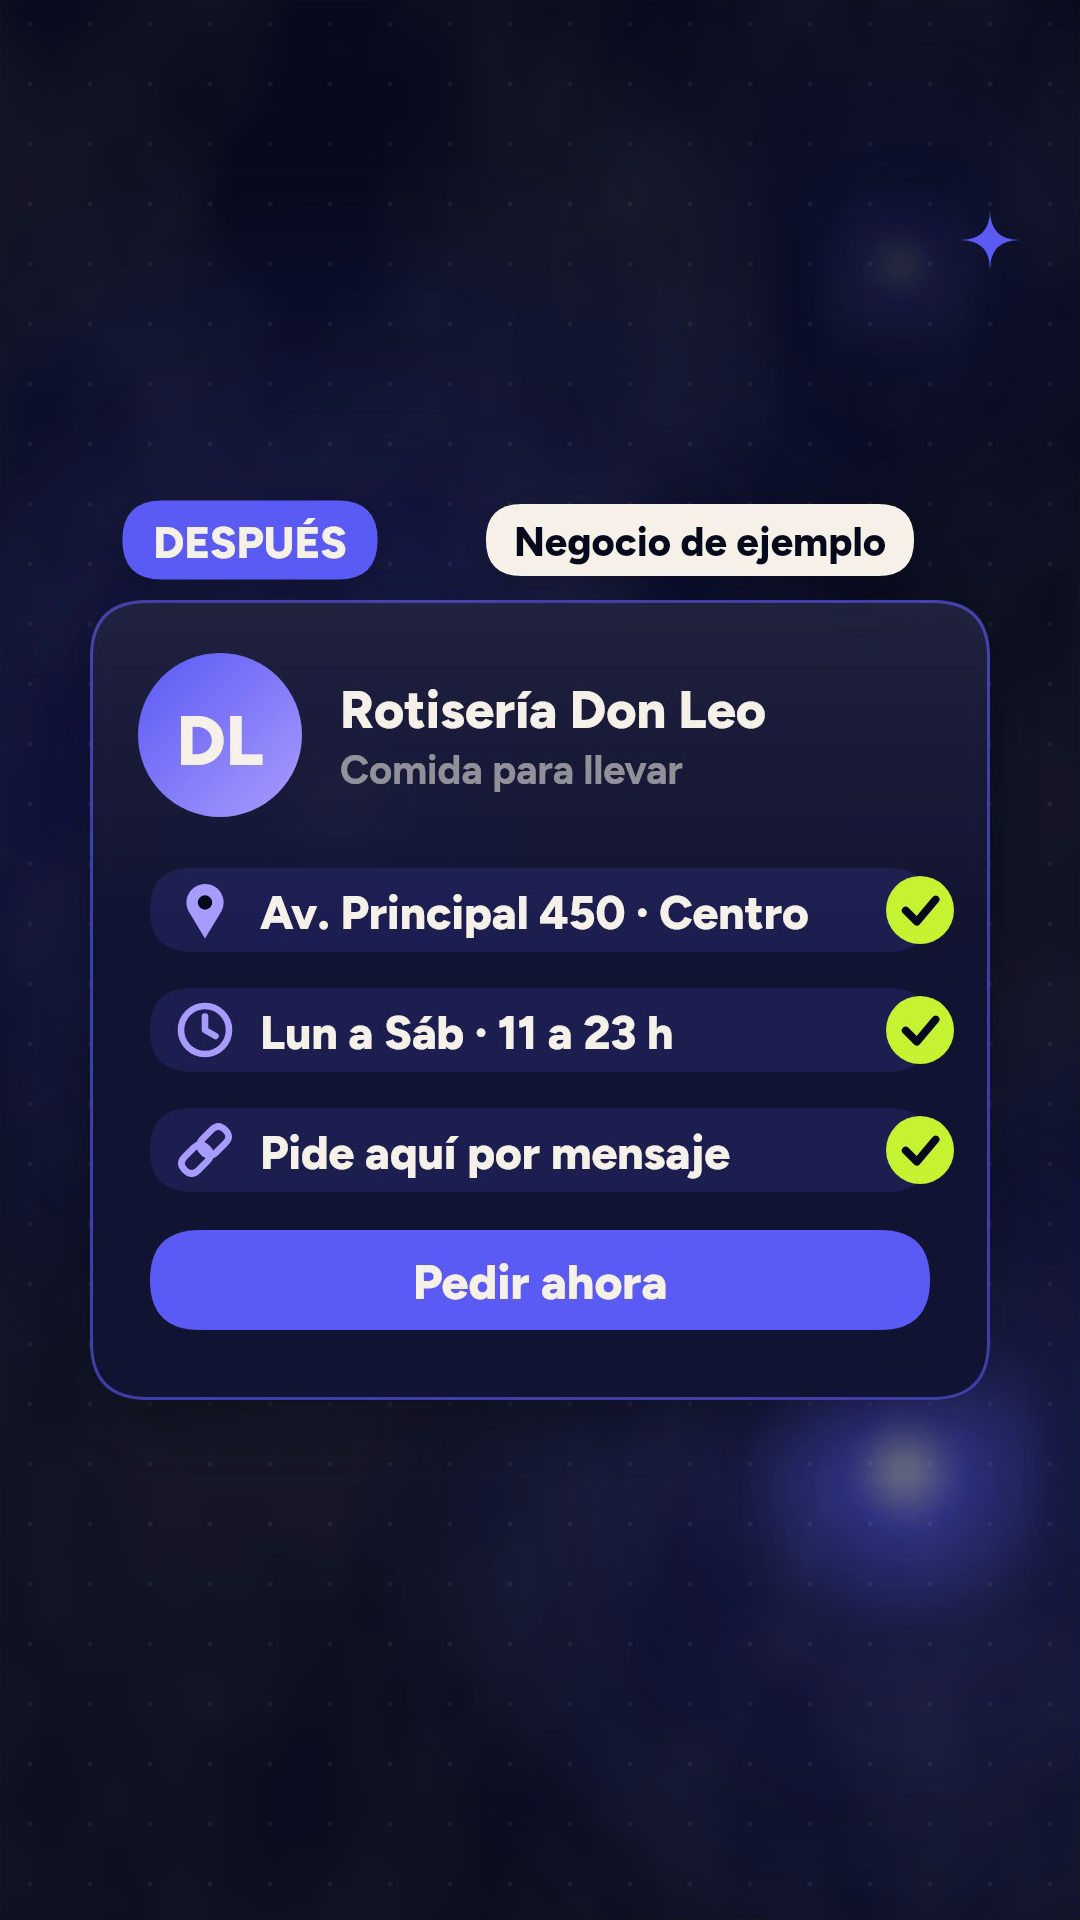 DESPUÉS
Negocio de ejemplo
DL
Rotisería Don Leo
Comida para llevar
Av. Principal 450 · Centro
Lun a Sáb · 11 a 23 h
Pide aquí por mensaje
Pedir ahora